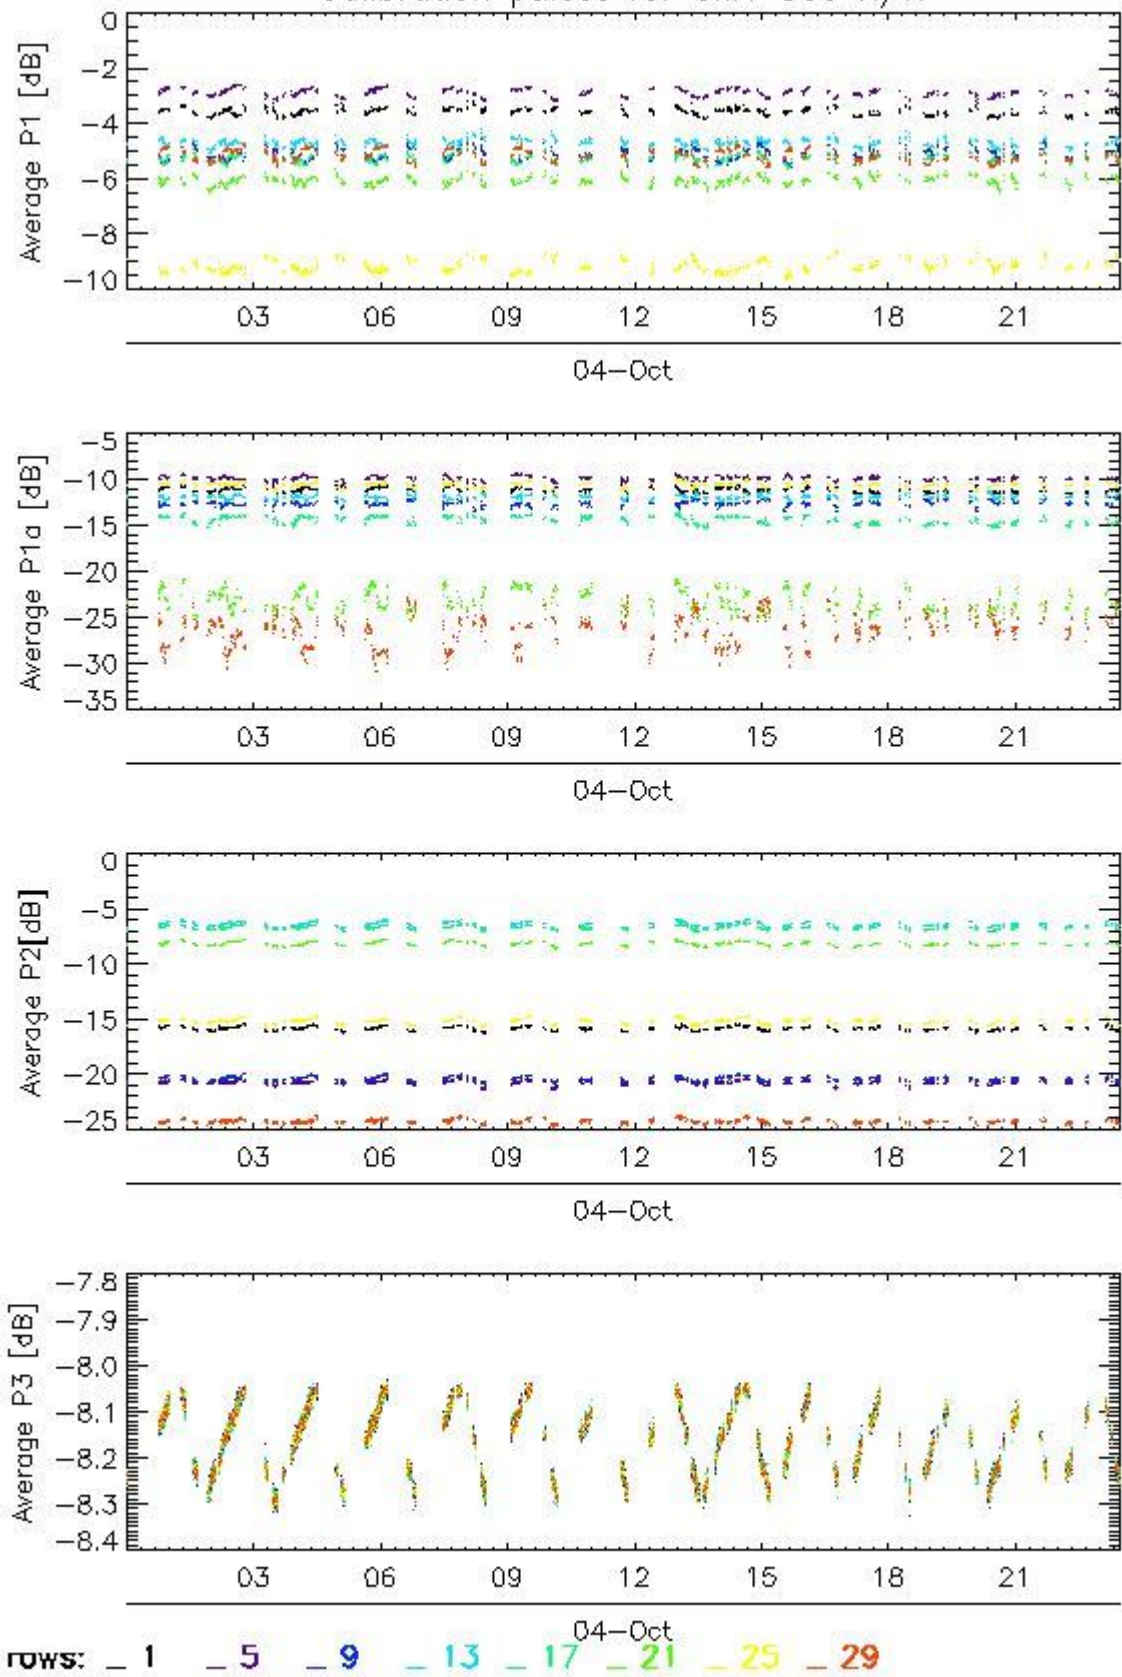 0
-2
-4
-6
-8
-10
Average P1 [dB]
03 06 09 12 15 18 21
04-Oct
-5
-10
-15
-20
-25
-30
-35
Average P1a [dB]
03 06 09 12 15 18 21
04-Oct
0
-5
-10
-15
-20
-25
Average P2[dB]
03 06 09 12 15 18 21
04-Oct
-7.8
-7.9
-8.0
-8.1
-8.2
-8.3
-8.4
Average P3 [dB]
03 06 09 12 15 18 21
04-Oct
rows: _ 1 _ 5 _ 9 _ 13 _ 17 _ 21 _ 25 _ 29